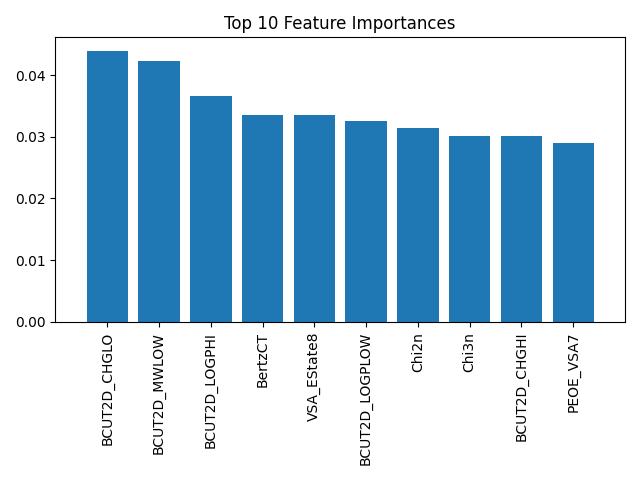 Top 10 Feature Importances
0.04
0.03
0.02
0.01
0.00
BCUT2D_CHGLO
BCUT2D_MWLOW
BCUT2D_LOGPHI
BertzCT
VSA_EState8
BCUT2D_LOGPLOW
Chi2n
Chi3n
BCUT2D_CHGHI
PEOE_VSA7